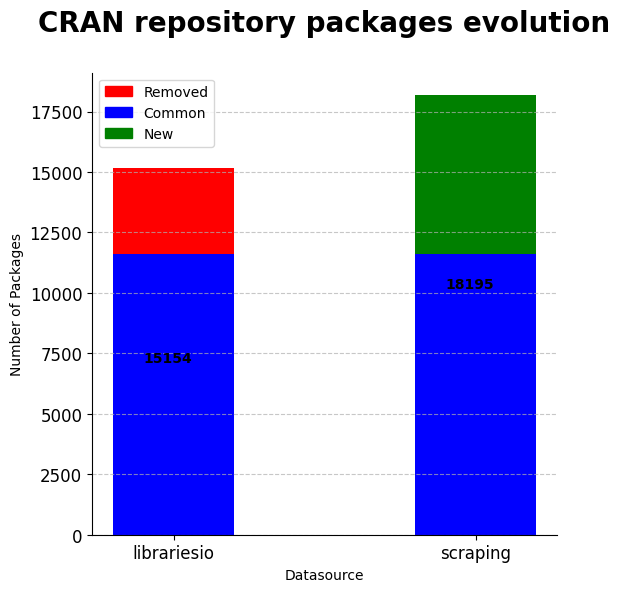 CRAN repository packages evolution
Removed
Common
New
17500
15000
12500
10000
7500
5000
2500
0
Number of Packages
15154
18195
librariesio
scraping
Datasource